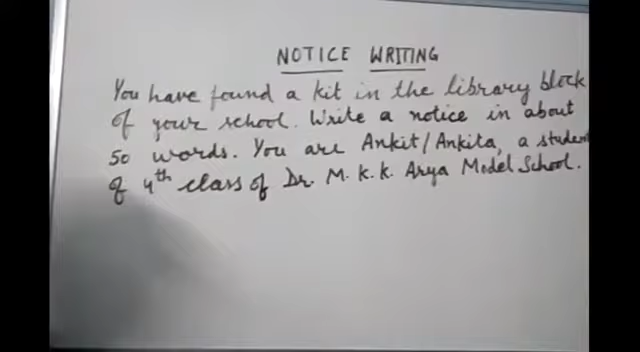 NOTICE WRITING
You have found a kit in the library block
of your school. Write a notice in about
50 words. You are Ankit/Ankita, a student
of 4th class of Dr. M. K. K. Arya Model School.